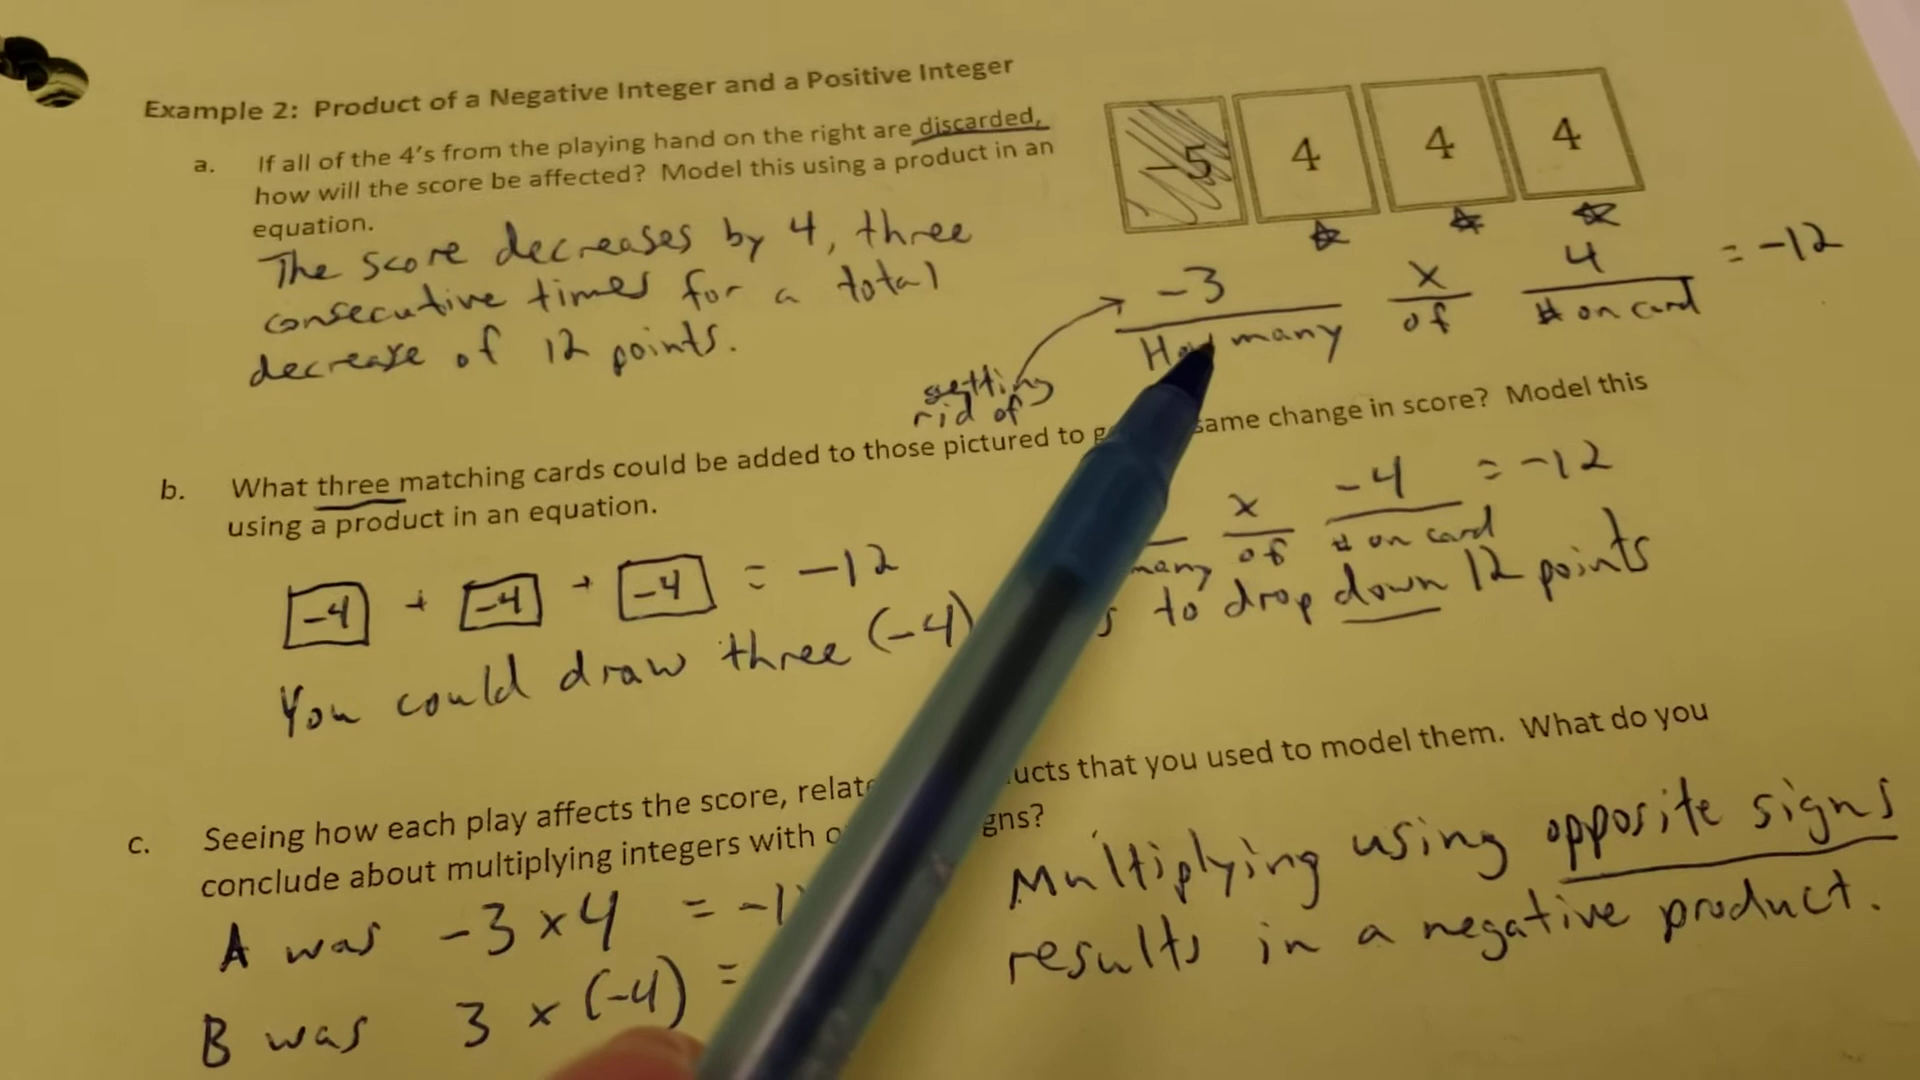 Example 2: Product of a Negative Integer and a Positive Integer
a. If all of the 4's from the playing hand on the right are discarded,
how will the score be affected? Model this using a product in an
equation.
-5 4 4 4
The score decreases by 4, three
consecutive times for a total
decrease of 12 points.
-3 x 4 = -12
How many of # on card
getting
rid of
b. What three matching cards could be added to those pictured to same change in score? Model this
using a product in an equation.
-4 + -4 + -4 = -12
x -4 = -12
many of # on card
You could draw three (-4) to drop down 12 points
c. Seeing how each play affects the score, that you used to model them. What do you
conclude about multiplying integers with
A was -3 x 4 =
B was 3 x (-4) =
Multiplying using opposite signs
results in a negative product.